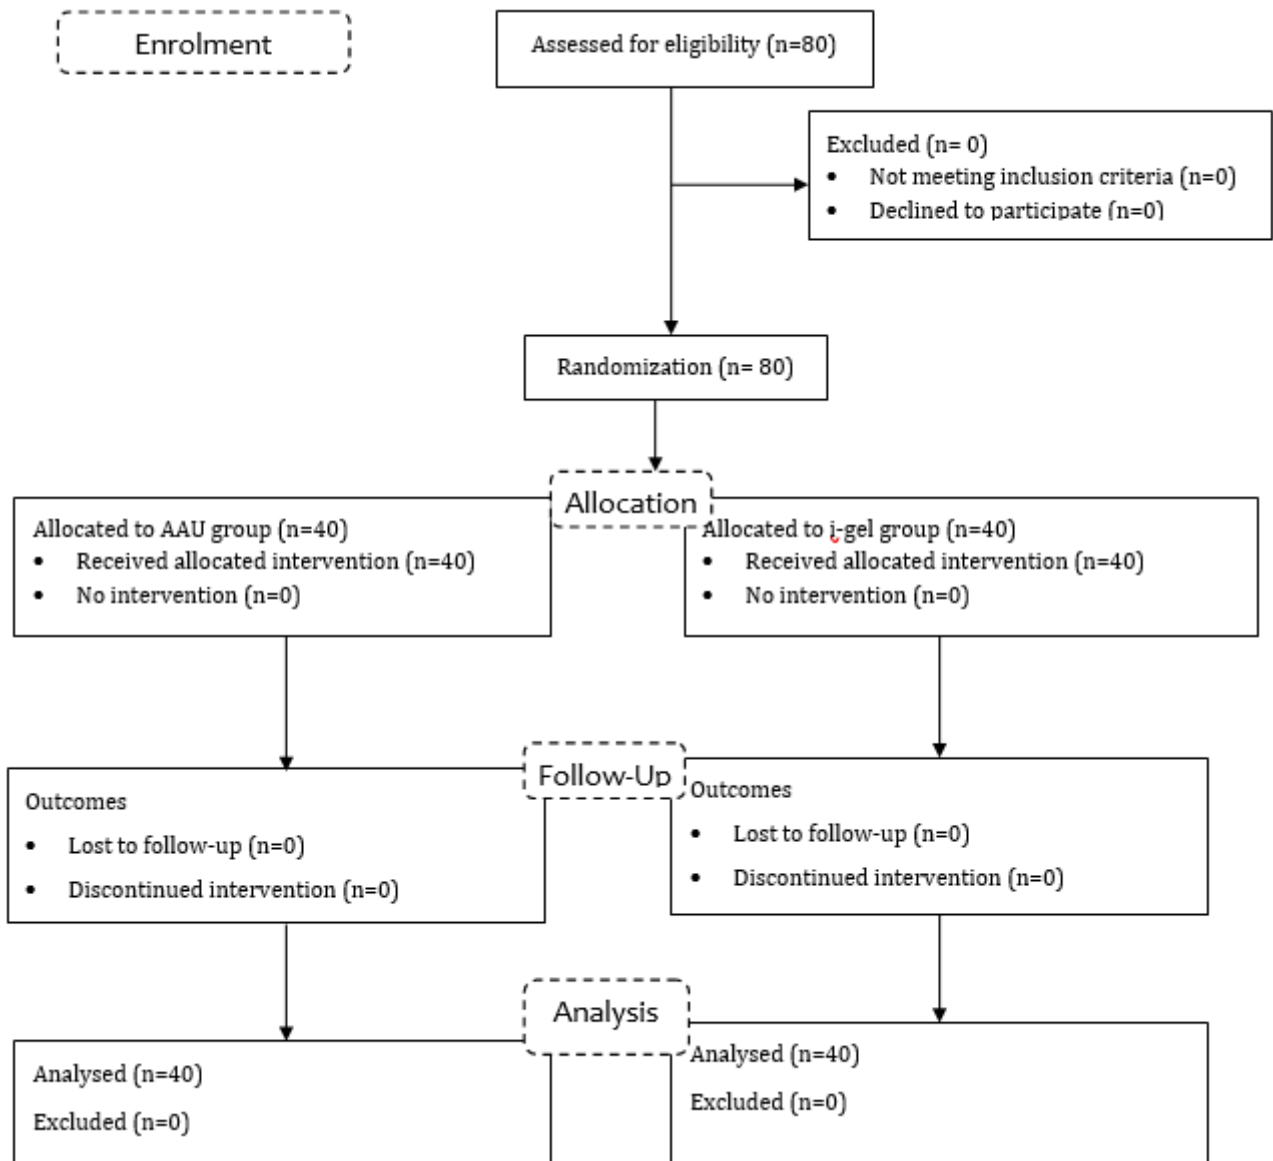 Enrolment
Assessed for eligibility (n=80)
Excluded (n= 0)
• Not meeting inclusion criteria (n=0)
• Declined to participate (n=0)
Randomization (n= 80)
Allocation
Allocated to AAU group (n=40)
• Received allocated intervention (n=40)
• No intervention (n=0)
Allocated to i-gel group (n=40)
• Received allocated intervention (n=40)
• No intervention (n=0)
Follow-Up
Outcomes
• Lost to follow-up (n=0)
• Discontinued intervention (n=0)
Outcomes
• Lost to follow-up (n=0)
• Discontinued intervention (n=0)
Analysis
Analysed (n=40)
Excluded (n=0)
Analysed (n=40)
Excluded (n=0)